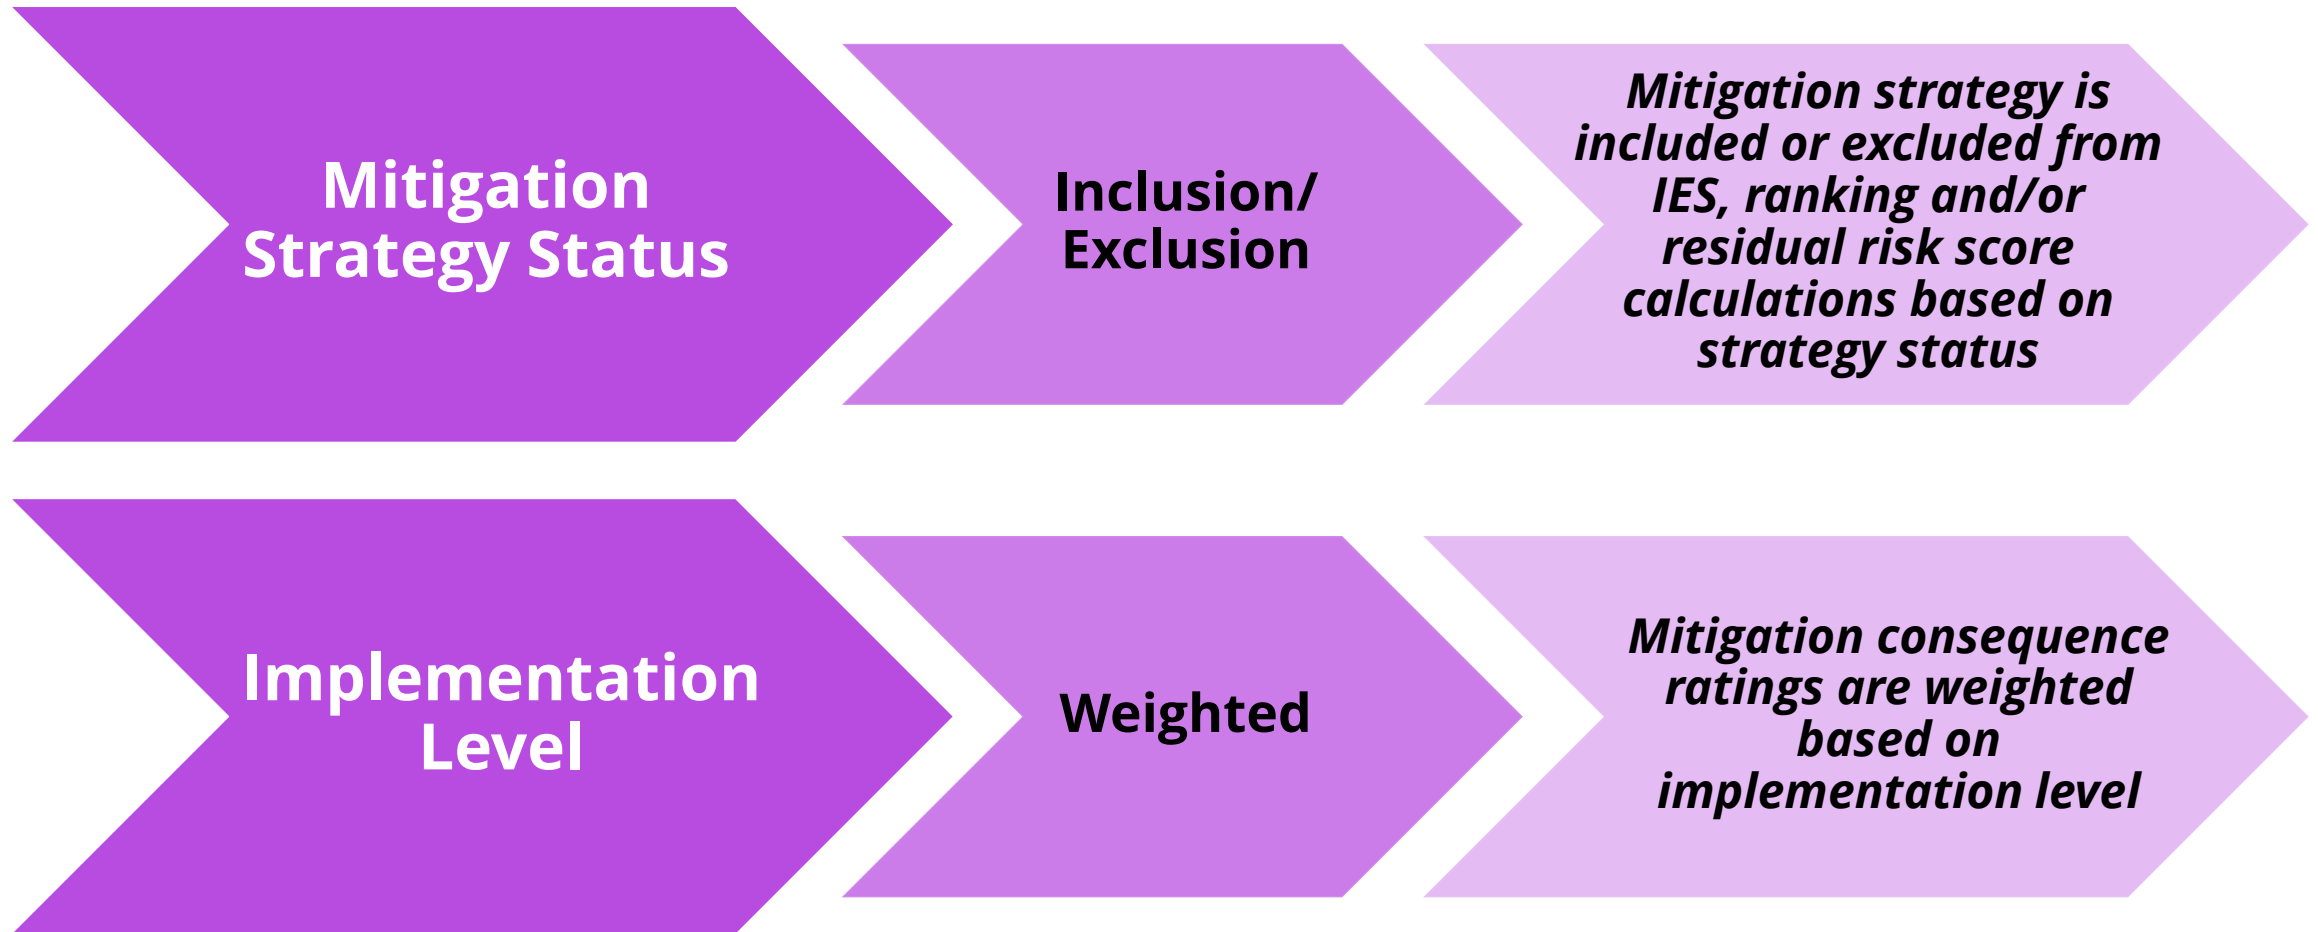 Mitigation
Strategy Status
Inclusion/
Exclusion
Mitigation strategy is
included or excluded from
IES, ranking and/or
residual risk score
calculations based on
strategy status
Implementation
Level
Weighted
Mitigation consequence
ratings are weighted
based on
implementation level